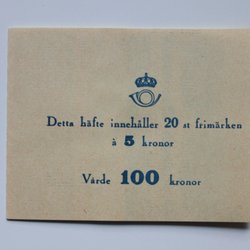 Detta häfte innehåller 20 st frimärken
à 5 kronor
Värde 100 kronor